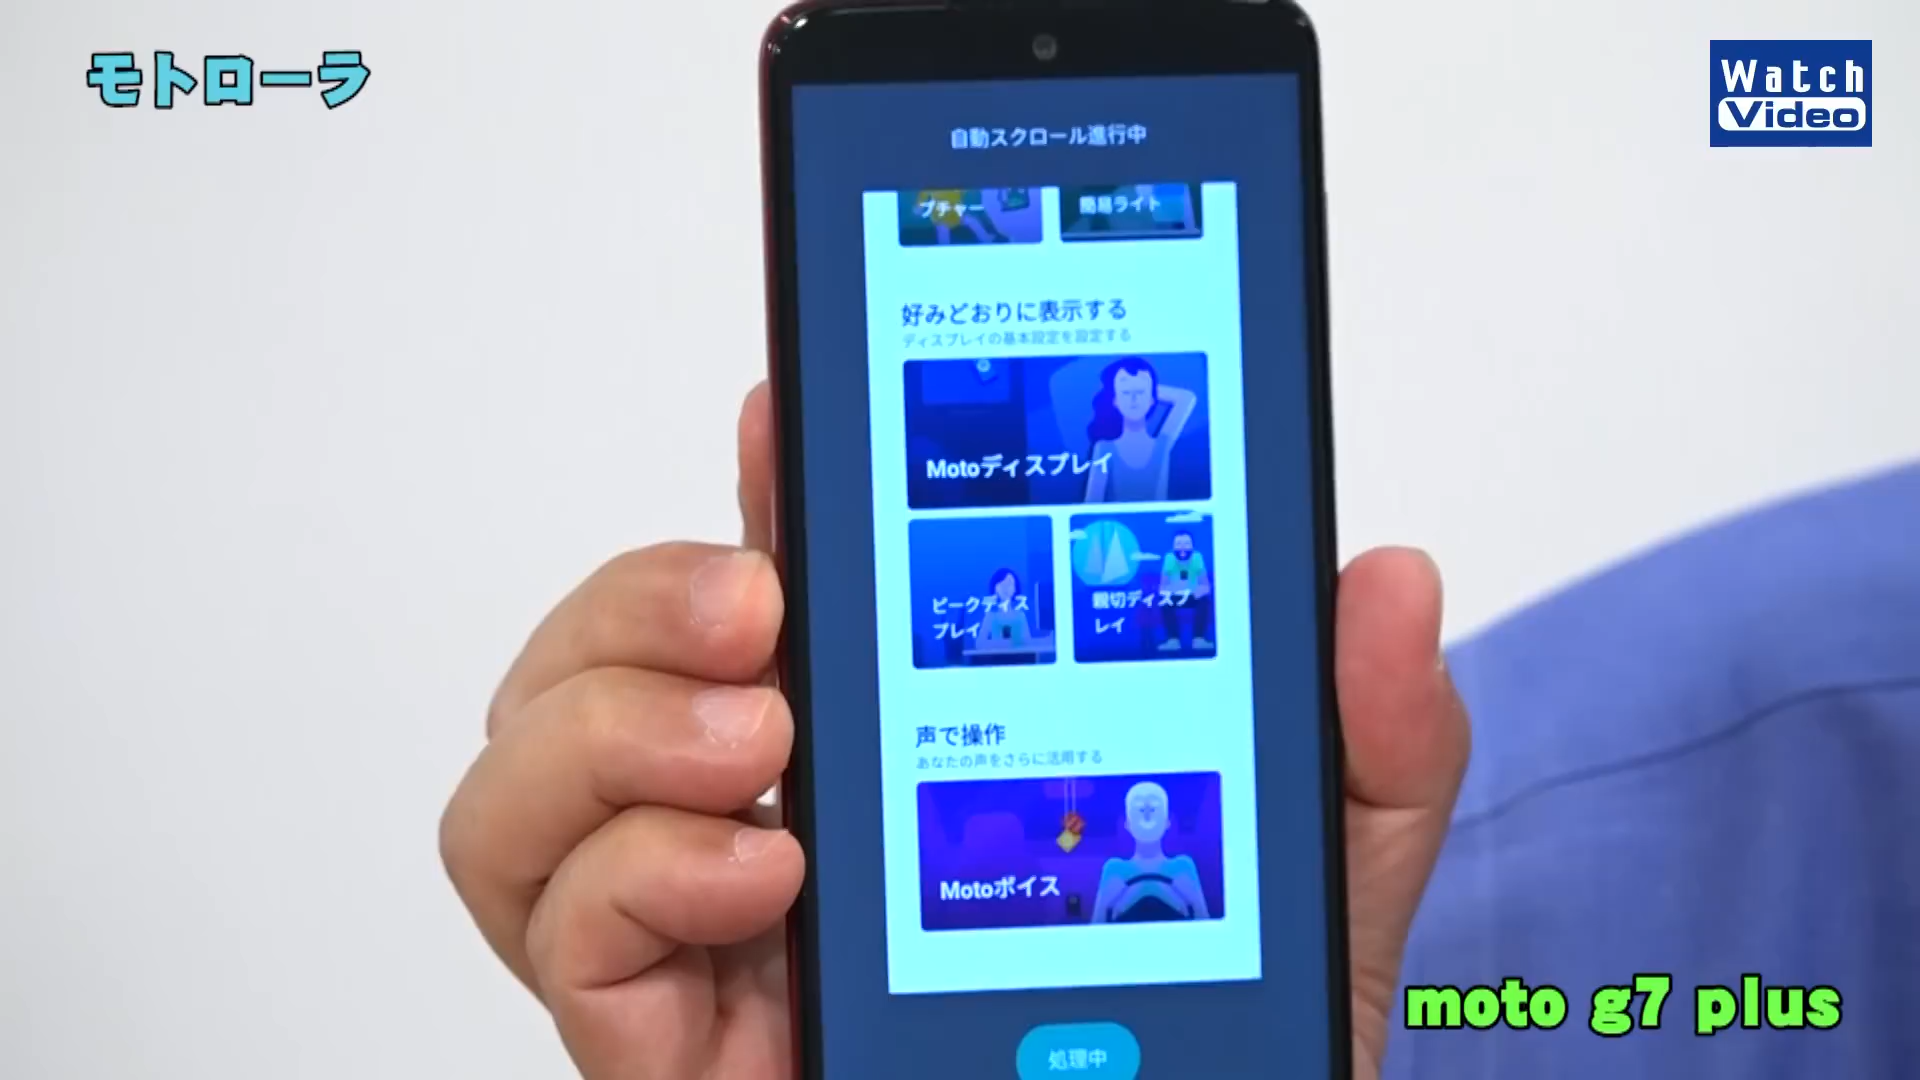 モトローラ
Watch
Video
自動スクロール進行中
プチャー
簡易ライト
好みどおりに表示する
ディスプレイの基本設定を設定する
Motoディスプレイ
ピークディス
プレイ
親切ディスプ
レイ
声で操作
あなたの声をさらに活用する
Motoボイス
処理中
moto g7 plus